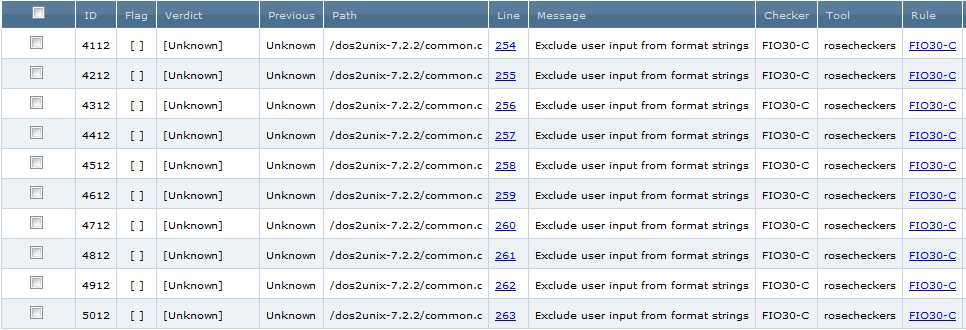 ID Flag Verdict Previous Path Line Message Checker Tool Rule
4112 [ ] [Unknown] Unknown /dos2unix-7.2.2/common.c 254 Exclude user input from format strings FIO30-C rosecheckers FIO30-C
4212 [ ] [Unknown] Unknown /dos2unix-7.2.2/common.c 255 Exclude user input from format strings FIO30-C rosecheckers FIO30-C
4312 [ ] [Unknown] Unknown /dos2unix-7.2.2/common.c 256 Exclude user input from format strings FIO30-C rosecheckers FIO30-C
4412 [ ] [Unknown] Unknown /dos2unix-7.2.2/common.c 257 Exclude user input from format strings FIO30-C rosecheckers FIO30-C
4512 [ ] [Unknown] Unknown /dos2unix-7.2.2/common.c 258 Exclude user input from format strings FIO30-C rosecheckers FIO30-C
4612 [ ] [Unknown] Unknown /dos2unix-7.2.2/common.c 259 Exclude user input from format strings FIO30-C rosecheckers FIO30-C
4712 [ ] [Unknown] Unknown /dos2unix-7.2.2/common.c 260 Exclude user input from format strings FIO30-C rosecheckers FIO30-C
4812 [ ] [Unknown] Unknown /dos2unix-7.2.2/common.c 261 Exclude user input from format strings FIO30-C rosecheckers FIO30-C
4912 [ ] [Unknown] Unknown /dos2unix-7.2.2/common.c 262 Exclude user input from format strings FIO30-C rosecheckers FIO30-C
5012 [ ] [Unknown] Unknown /dos2unix-7.2.2/common.c 263 Exclude user input from format strings FIO30-C rosecheckers FIO30-C